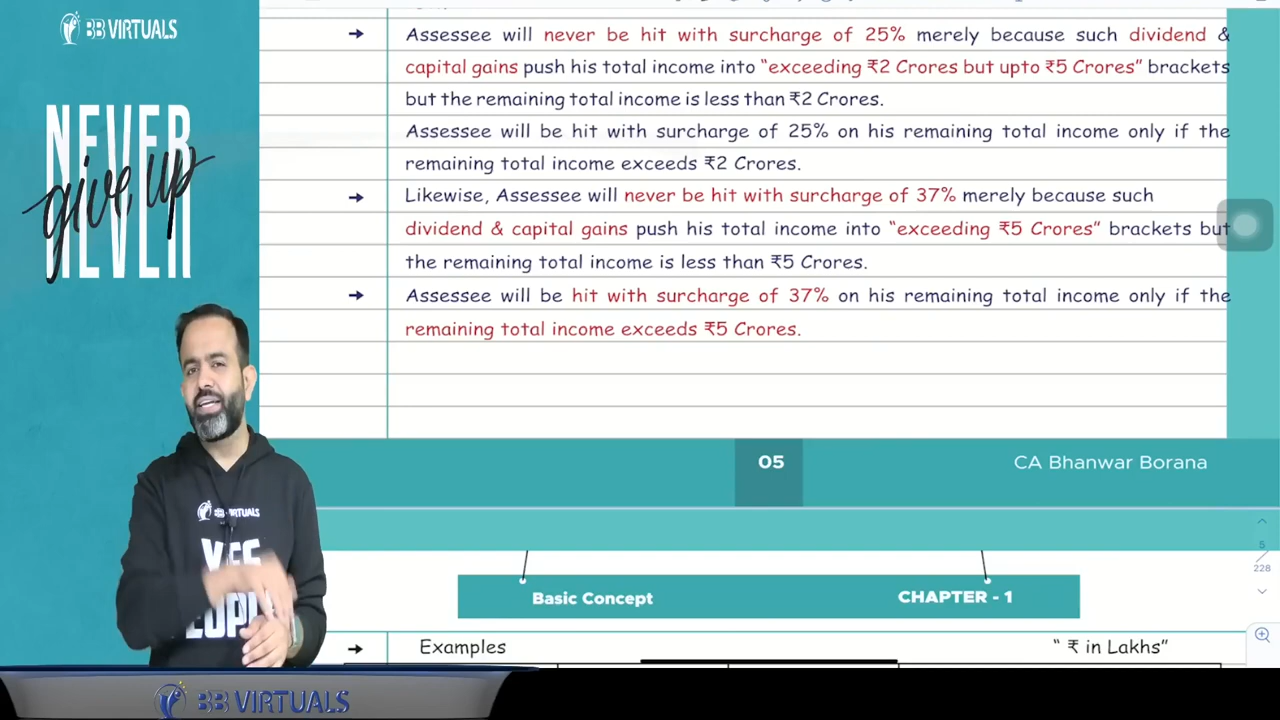 BB VIRTUALS
NEVER
give up
NEVER
Assessee will never be hit with surcharge of 25% merely because such dividend &
capital gains push his total income into “exceeding ₹2 Crores but upto ₹5 Crores” brackets
but the remaining total income is less than ₹2 Crores.
Assessee will be hit with surcharge of 25% on his remaining total income only if the
remaining total income exceeds ₹2 Crores.
Likewise, Assessee will never be hit with surcharge of 37% merely because such
dividend & capital gains push his total income into “exceeding ₹5 Crores” brackets but
the remaining total income is less than ₹5 Crores.
Assessee will be hit with surcharge of 37% on his remaining total income only if the
remaining total income exceeds ₹5 Crores.
05
CA Bhanwar Borana
5
228
Basic Concept
CHAPTER - 1
Examples
“ ₹ in Lakhs”
BB VIRTUALS
BB VIRTUALS